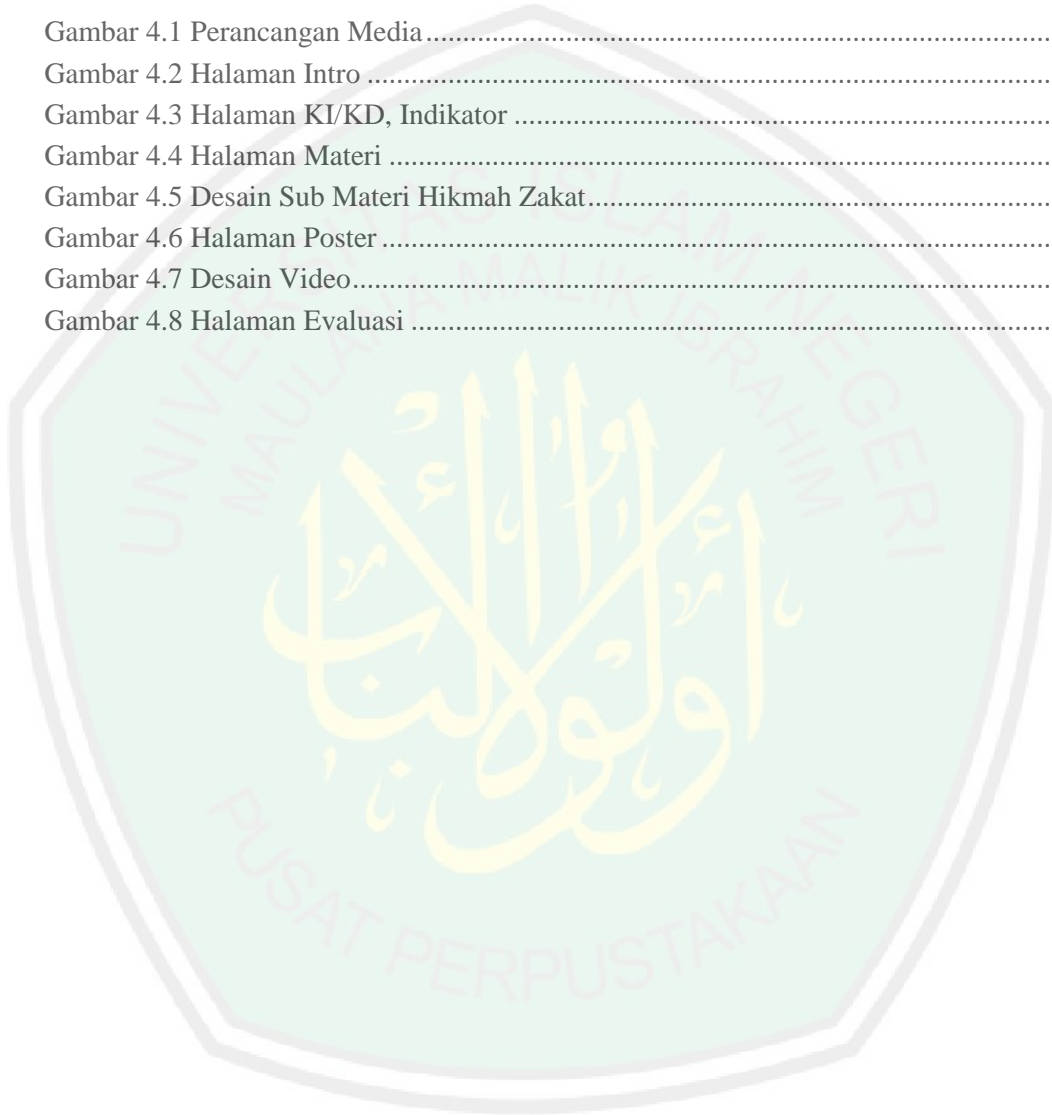 Gambar 4.1 Perancangan Media................................................................................
Gambar 4.2 Halaman Intro ................................................................................
Gambar 4.3 Halaman KI/KD, Indikator ................................................................................
Gambar 4.4 Halaman Materi ................................................................................
Gambar 4.5 Desain Sub Materi Hikmah Zakat................................................................................
Gambar 4.6 Halaman Poster ................................................................................
Gambar 4.7 Desain Video................................................................................
Gambar 4.8 Halaman Evaluasi ................................................................................
UNIVERSITAS ISLAM NEGERI
MAULANA MALIK IBRAHIM
أولوا الألباب
PUSAT PERPUSTAKAAN